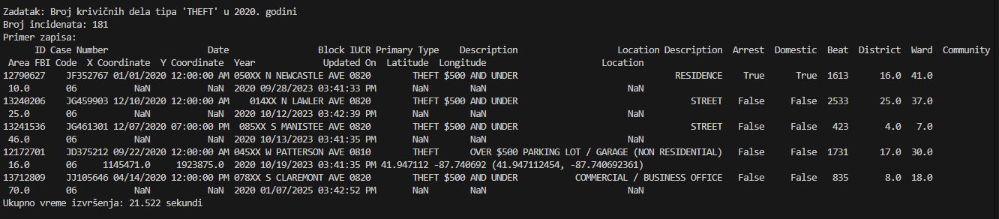 Zadatak: Broj krivičnih dela tipa 'THEFT' u 2020. godini
Broj incidenata: 181
Primer zapisa:
ID Case Number Date Block IUCR Primary Type Description Location Description Arrest Domestic Beat District Ward Community
Area FBI Code X Coordinate Y Coordinate Year Updated On Latitude Longitude Location
12790627 JF352767 01/01/2020 12:00:00 AM 050XX N NEWCASTLE AVE 0820 THEFT $500 AND UNDER RESIDENCE True True 1613 16.0 41.0
10.0 06 NaN NaN 2020 09/28/2023 03:41:33 PM NaN NaN NaN
13240206 JG459903 12/10/2020 12:00:00 AM 014XX N LAWLER AVE 0820 THEFT $500 AND UNDER STREET False False 2533 25.0 37.0
25.0 06 NaN NaN 2020 10/12/2023 03:42:39 PM NaN NaN NaN
13241536 JG461301 12/07/2020 07:00:00 PM 085XX S MANISTEE AVE 0820 THEFT $500 AND UNDER STREET False False 423 4.0 7.0
46.0 06 NaN NaN 2020 10/13/2023 03:41:35 PM NaN NaN NaN
12172701 JD375212 09/22/2020 12:00:00 AM 045XX W PATTERSON AVE 0810 THEFT OVER $500 PARKING LOT / GARAGE (NON RESIDENTIAL) False False 1731 17.0 30.0
16.0 06 1145471.0 1923875.0 2020 10/19/2023 03:41:35 PM 41.947112 -87.740692 (41.947112454, -87.740692361)
13712809 JJ105646 04/14/2020 12:00:00 PM 078XX S CLAREMONT AVE 0820 THEFT $500 AND UNDER COMMERCIAL / BUSINESS OFFICE False False 835 8.0 18.0
70.0 06 NaN NaN 2020 01/07/2025 03:42:52 PM NaN NaN NaN
Ukupno vreme izvršenja: 21.522 sekundi